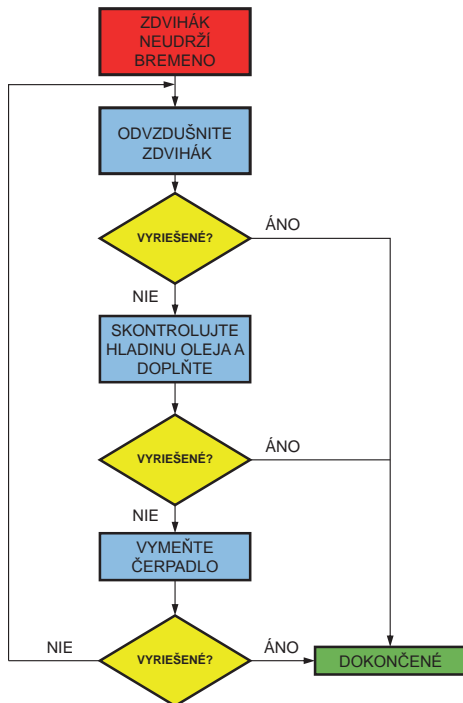 ZDVIHÁK
NEUDRŽÍ
BREMENO
ODVZDUŠNITE
ZDVIHÁK
VYRIEŠENÉ?
ÁNO
NIE
SKONTROLUJTE
HLADINU OLEJA A
DOPLŇTE
VYRIEŠENÉ?
ÁNO
NIE
VYMEŇTE
ČERPADLO
NIE
VYRIEŠENÉ?
ÁNO
DOKONČENÉ